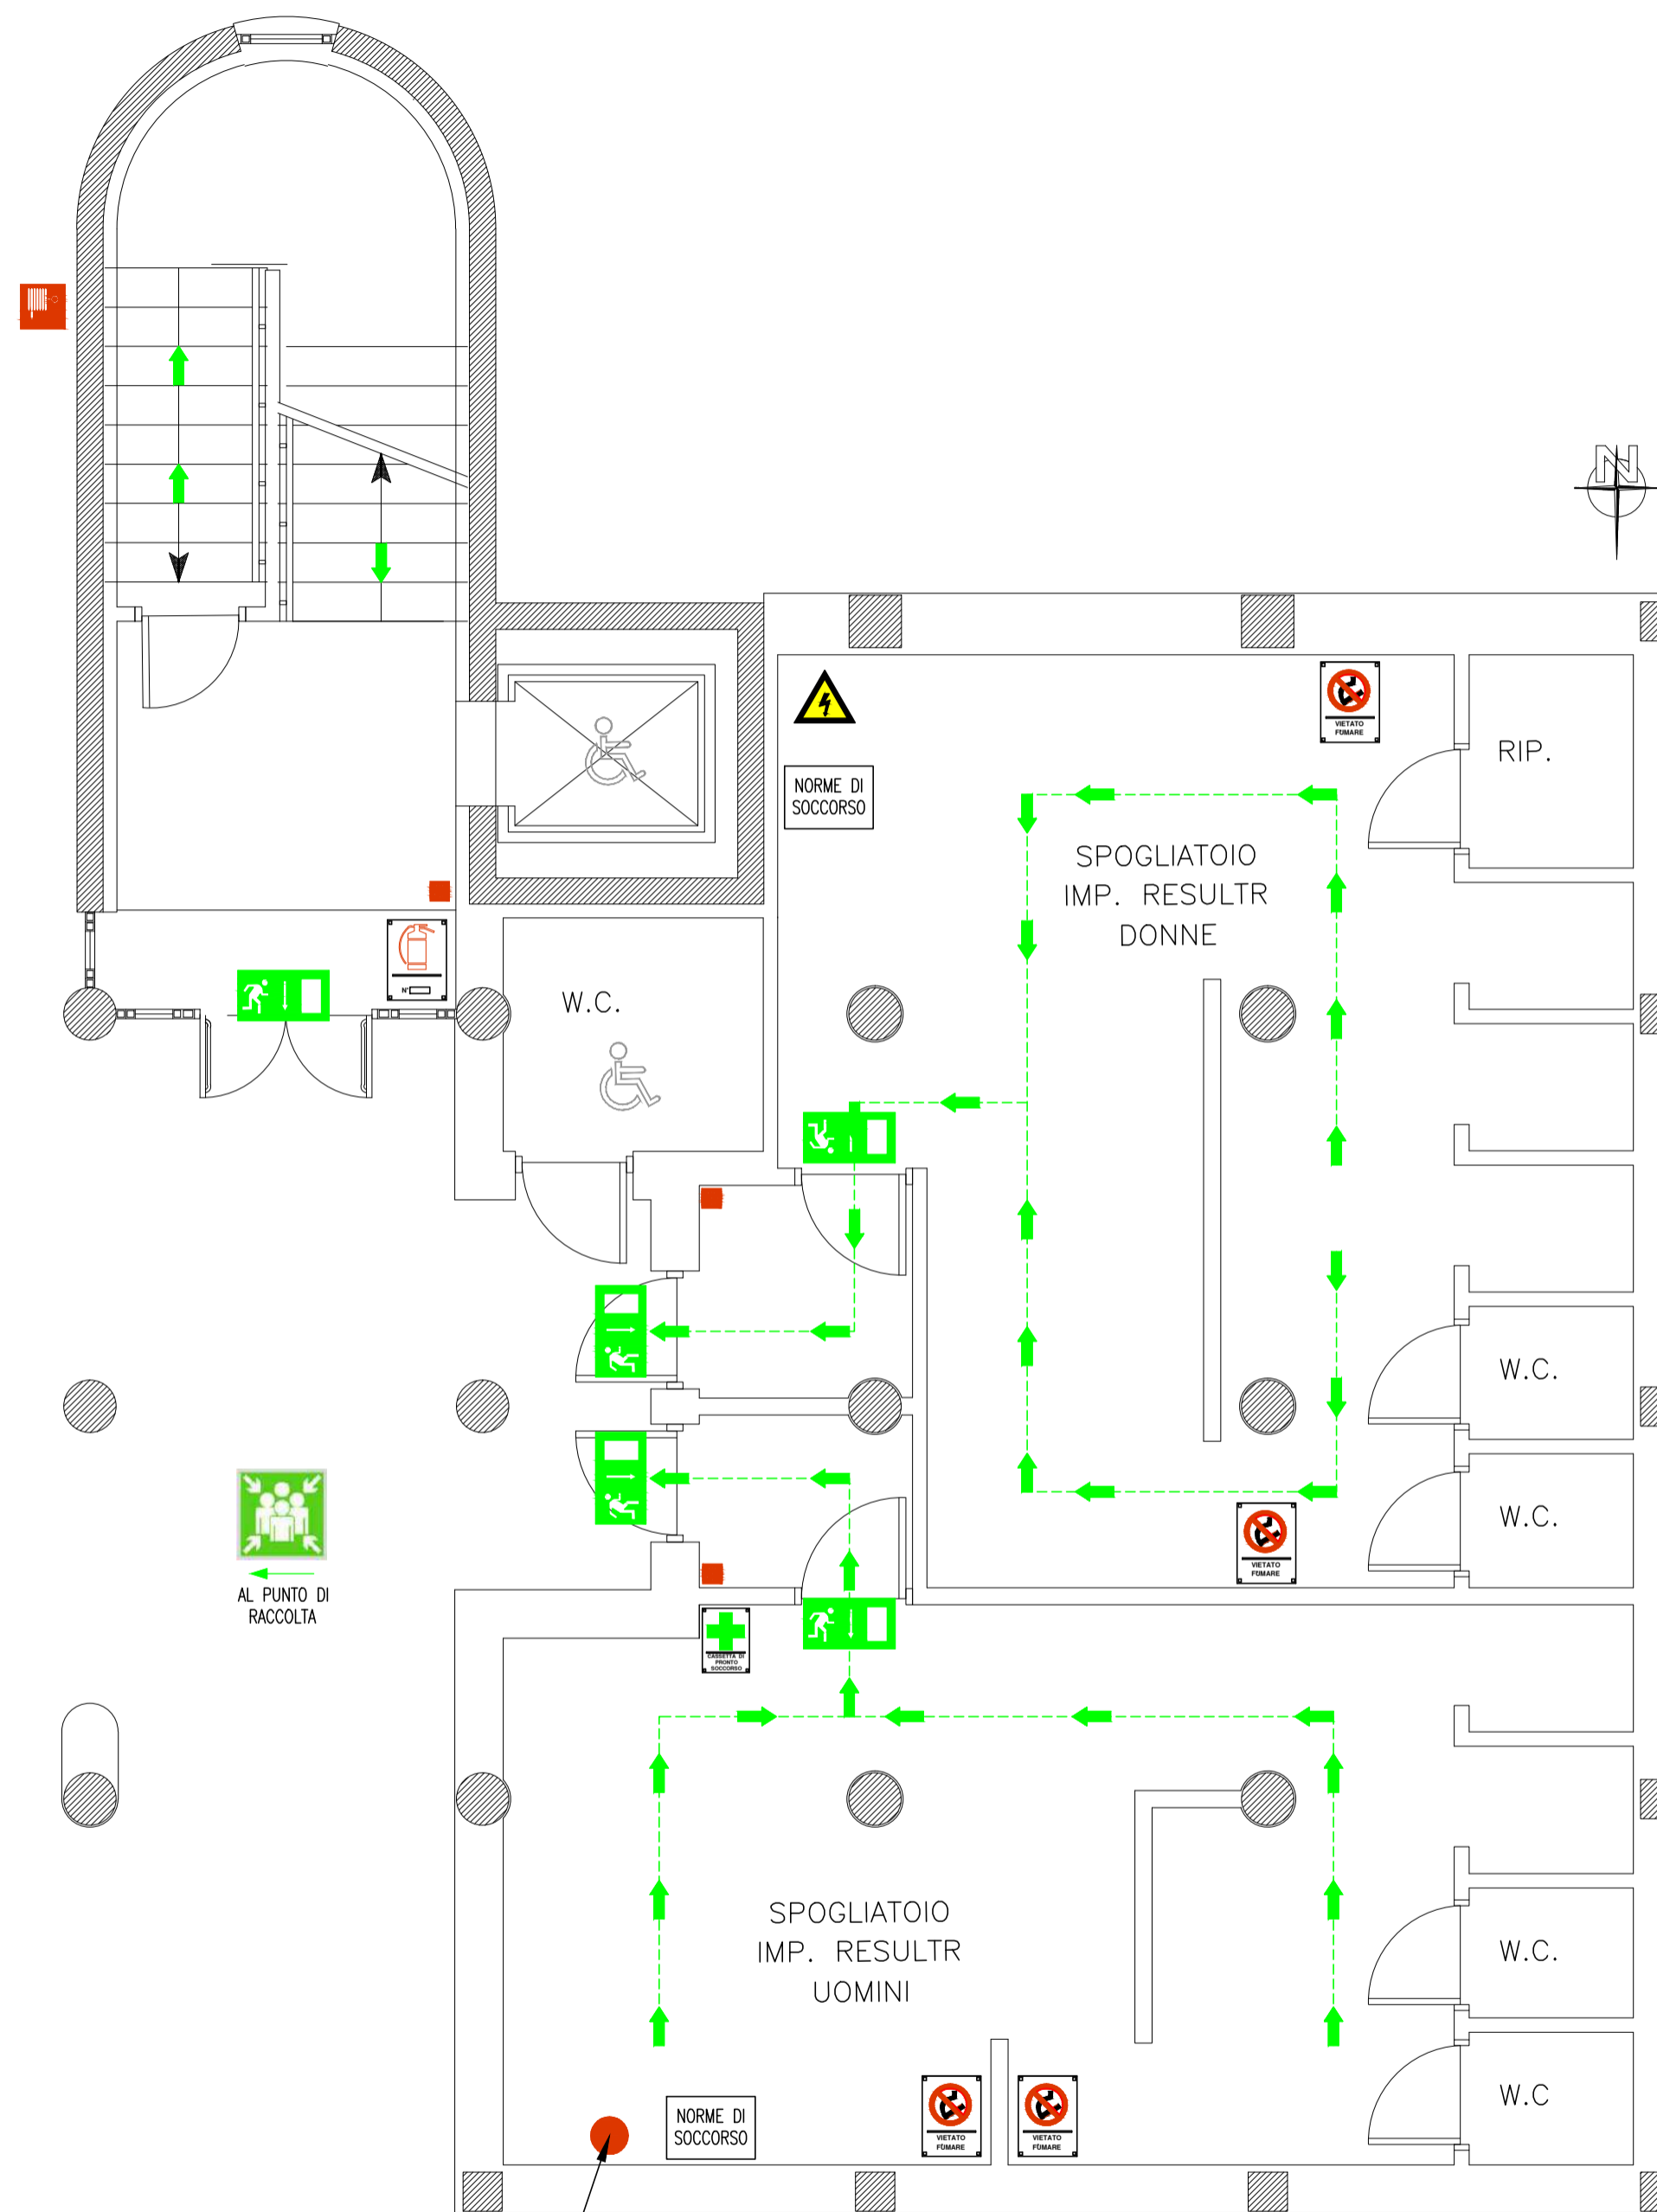 N
VIETATO
FUMARE
RIP.
NORME DI
SOCCORSO
SPOGLIATOIO
IMP. RESULTR
DONNE
N°
W.C.
W.C.
W.C.
VIETATO
FUMARE
AL PUNTO DI
RACCOLTA
CASSETTA DI
PRONTO
SOCCORSO
SPOGLIATOIO
IMP. RESULTR
UOMINI
W.C.
W.C
NORME DI
SOCCORSO
VIETATO
FUMARE
VIETATO
FUMARE